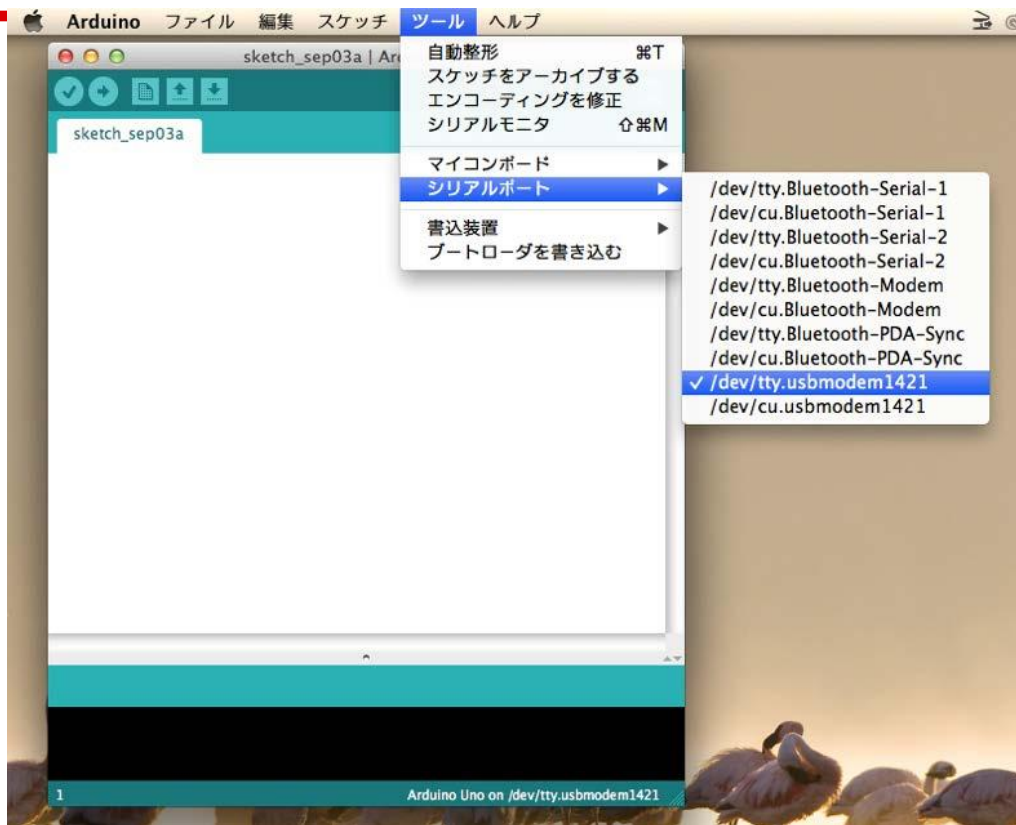 Arduino ファイル 編集 スケッチ ツール ヘルプ
sketch_sep03a | Ar
sketch_sep03a
自動整形 ⌘T
スケッチをアーカイブする
エンコーディングを修正
シリアルモニタ ⇧⌘M
マイコンボード ▶
シリアルポート ▶
書込装置 ▶
ブートローダを書き込む
/dev/tty.Bluetooth-Serial-1
/dev/cu.Bluetooth-Serial-1
/dev/tty.Bluetooth-Serial-2
/dev/cu.Bluetooth-Serial-2
/dev/tty.Bluetooth-Modem
/dev/cu.Bluetooth-Modem
/dev/tty.Bluetooth-PDA-Sync
/dev/cu.Bluetooth-PDA-Sync
✓ /dev/tty.usbmodem1421
/dev/cu.usbmodem1421
1 Arduino Uno on /dev/tty.usbmodem1421